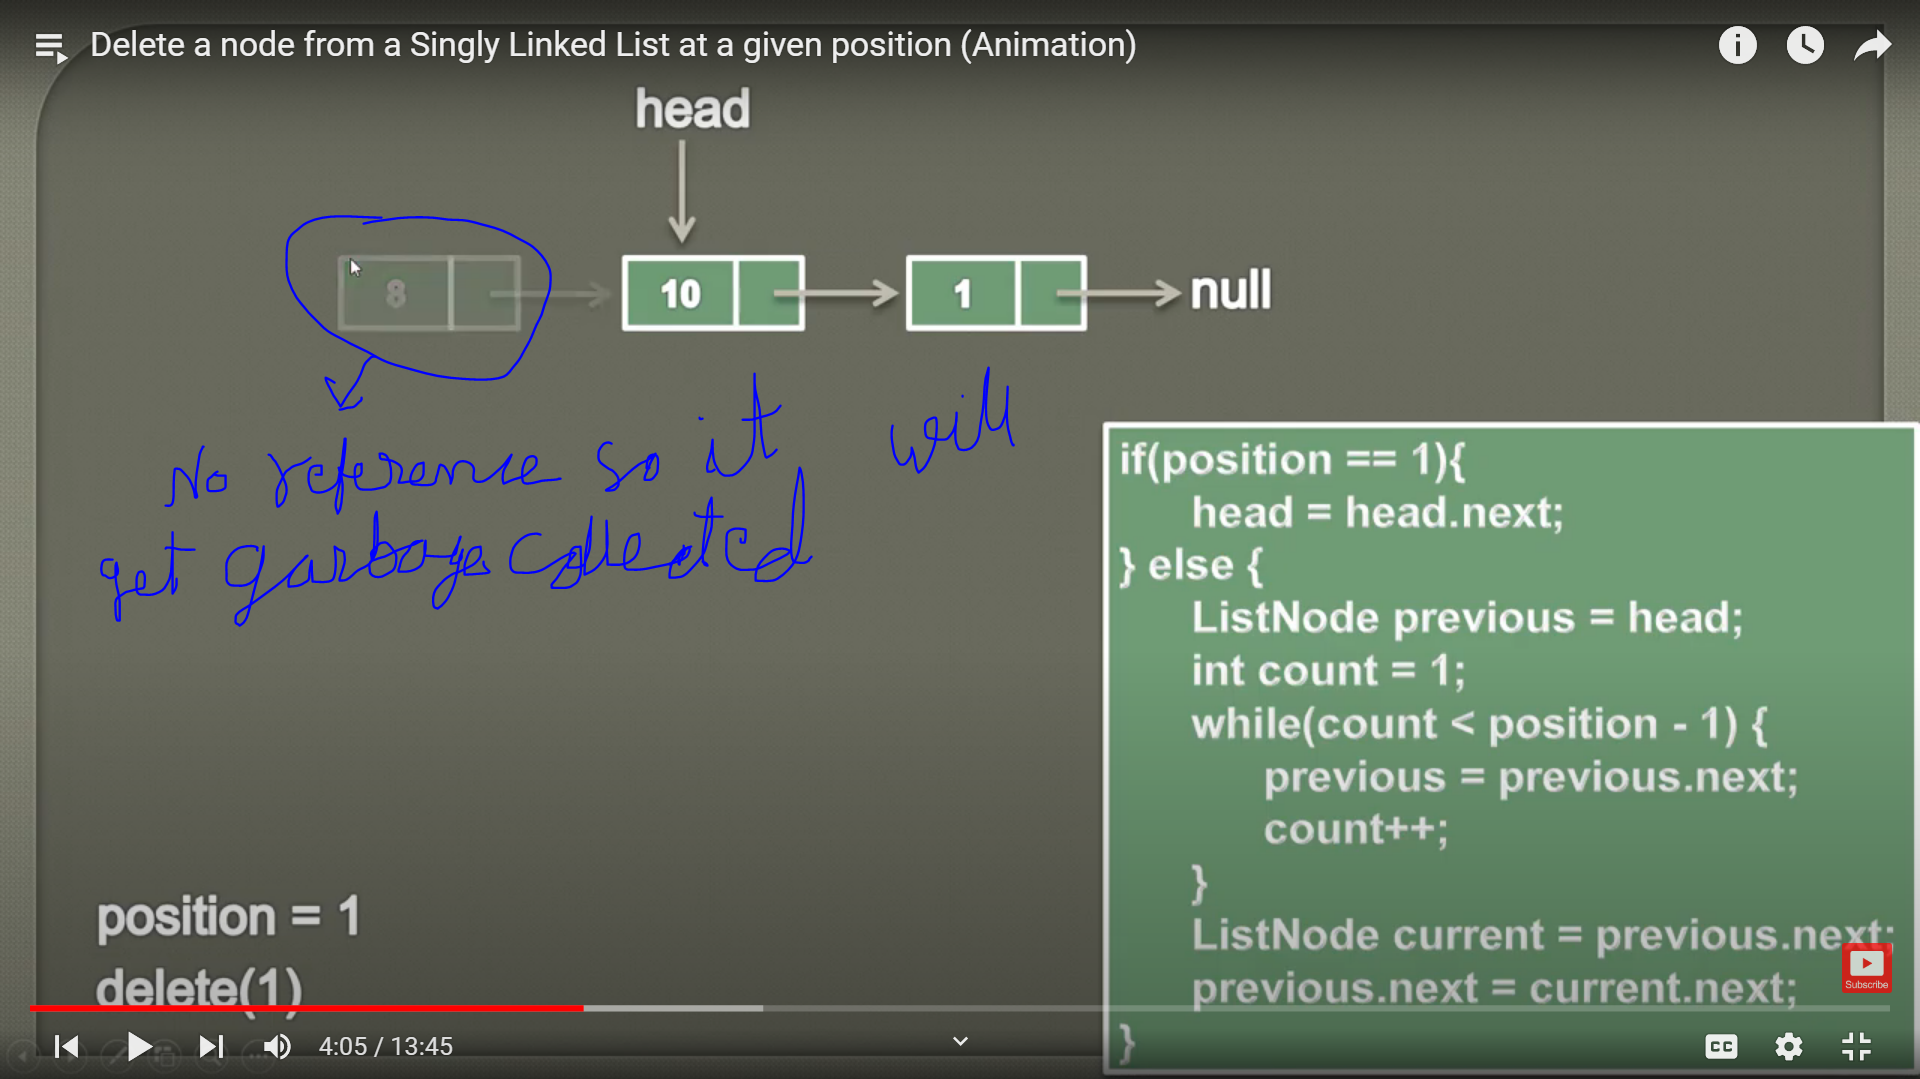 Delete a node from a Singly Linked List at a given position (Animation)
head
8 10 1 null
No reference so it will
get garbage collected
if(position == 1){
head = head.next;
} else {
ListNode previous = head;
int count = 1;
while(count < position - 1) {
previous = previous.next;
count++;
}
ListNode current = previous.next;
previous.next = current.next;
}
position = 1
delete(1)
Subscribe
4:05 / 13:45
CC